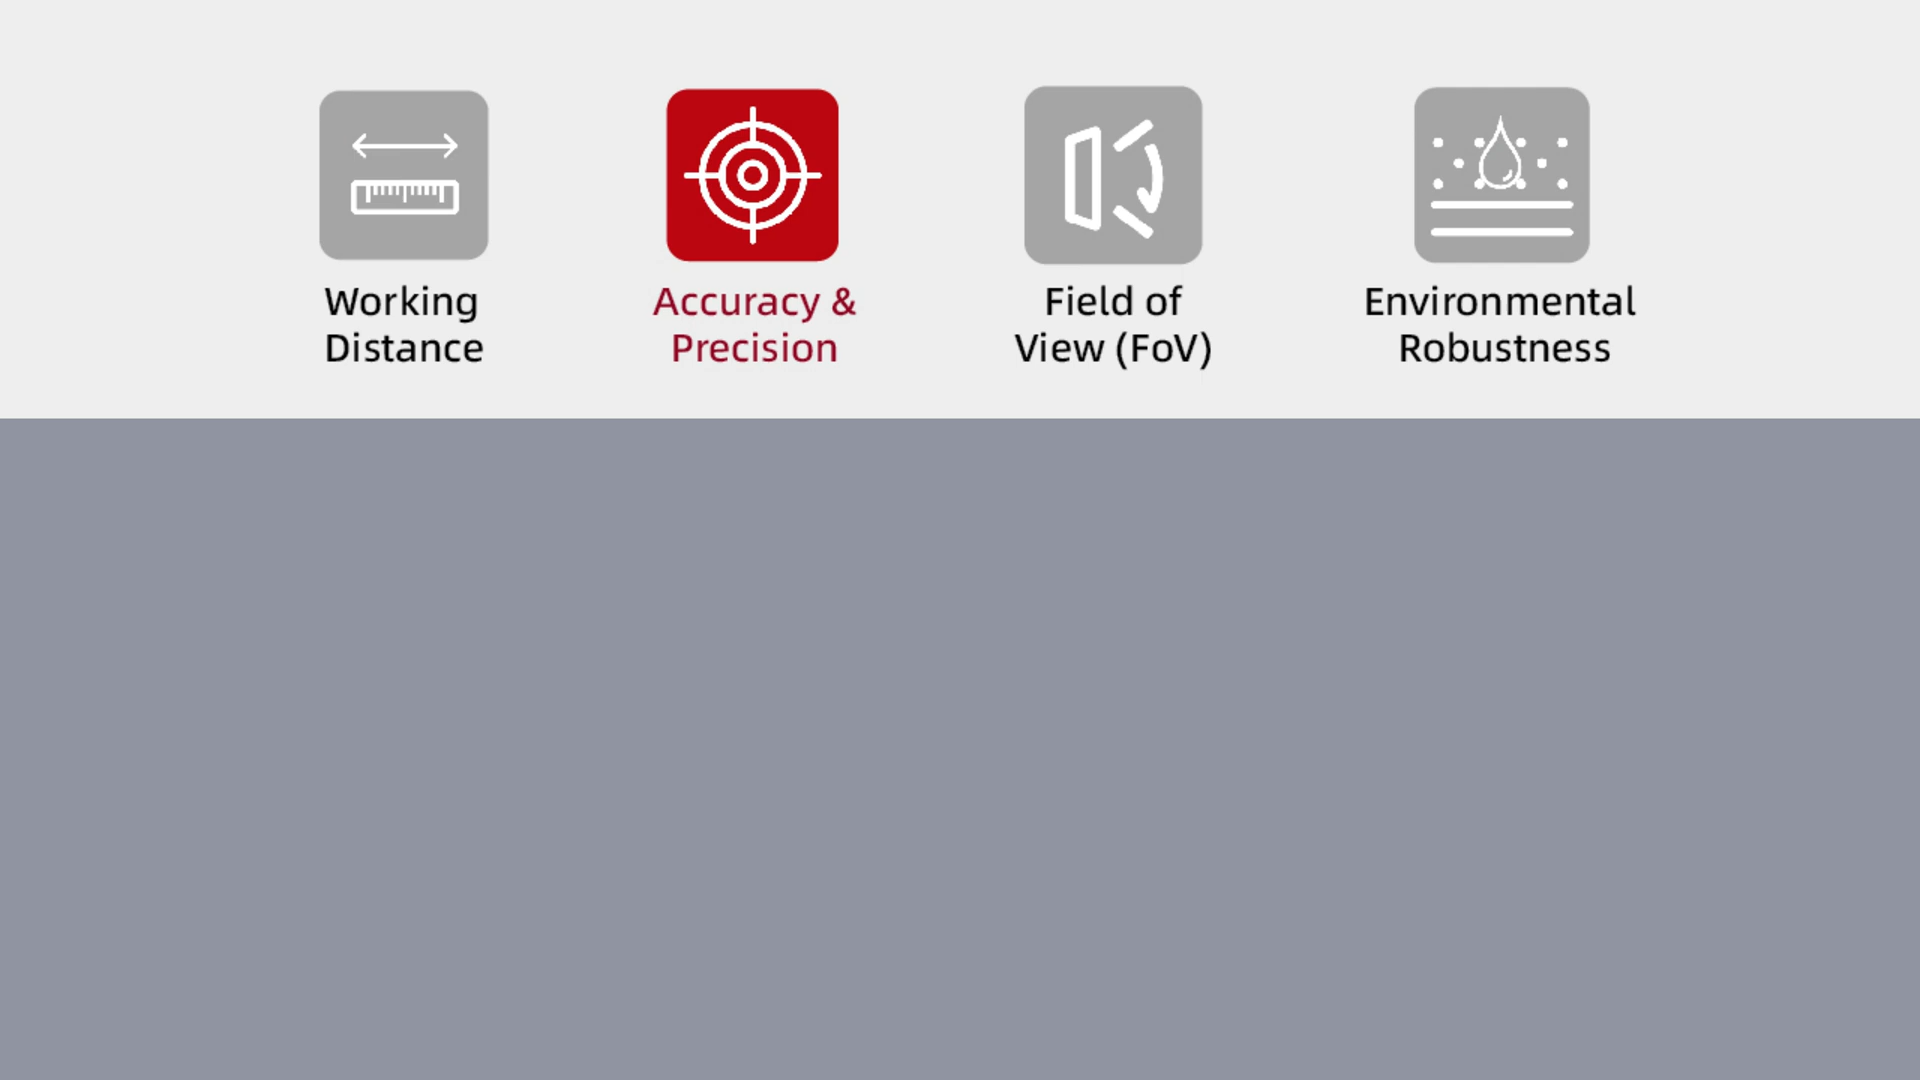 Working
Distance
Accuracy &
Precision
Field of
View (FoV)
Environmental
Robustness